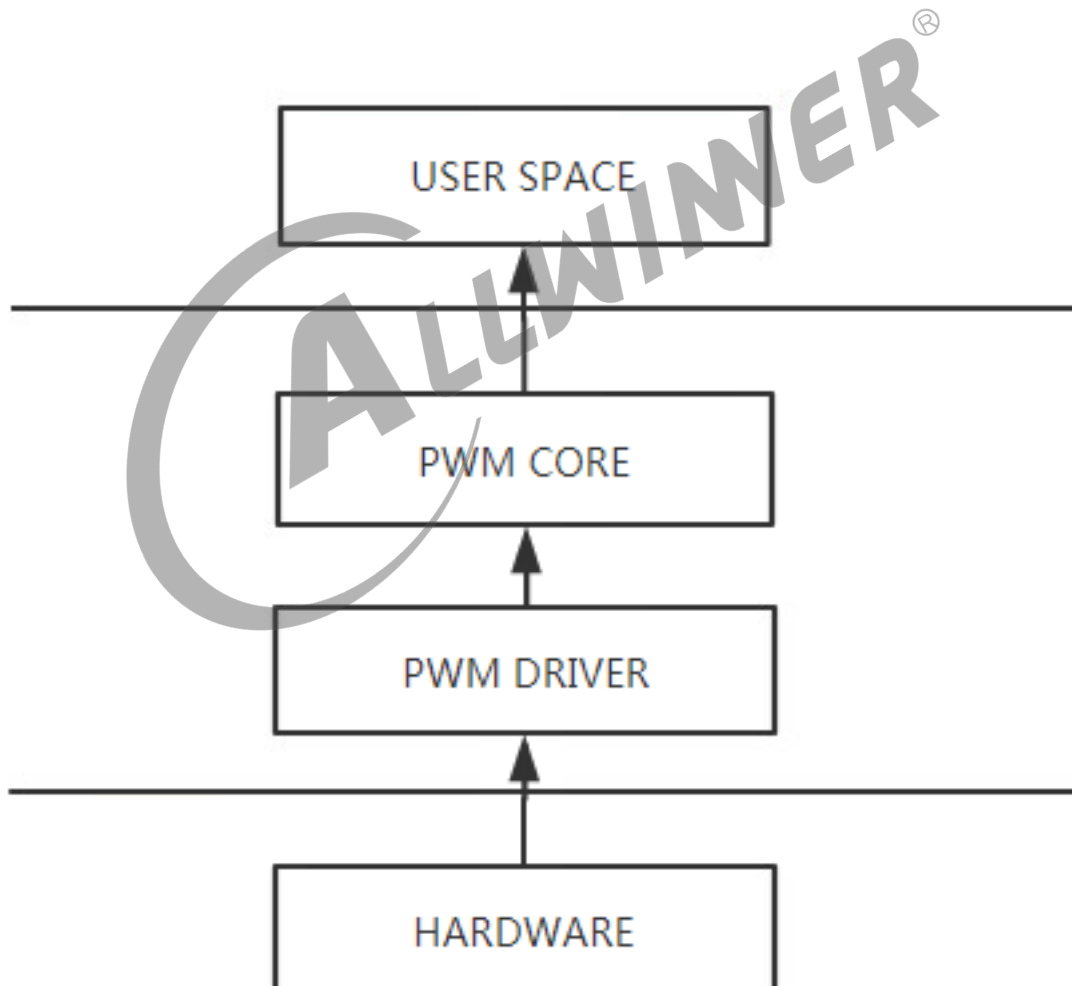 ALLWINNER®
USER SPACE
PWM CORE
PWM DRIVER
HARDWARE